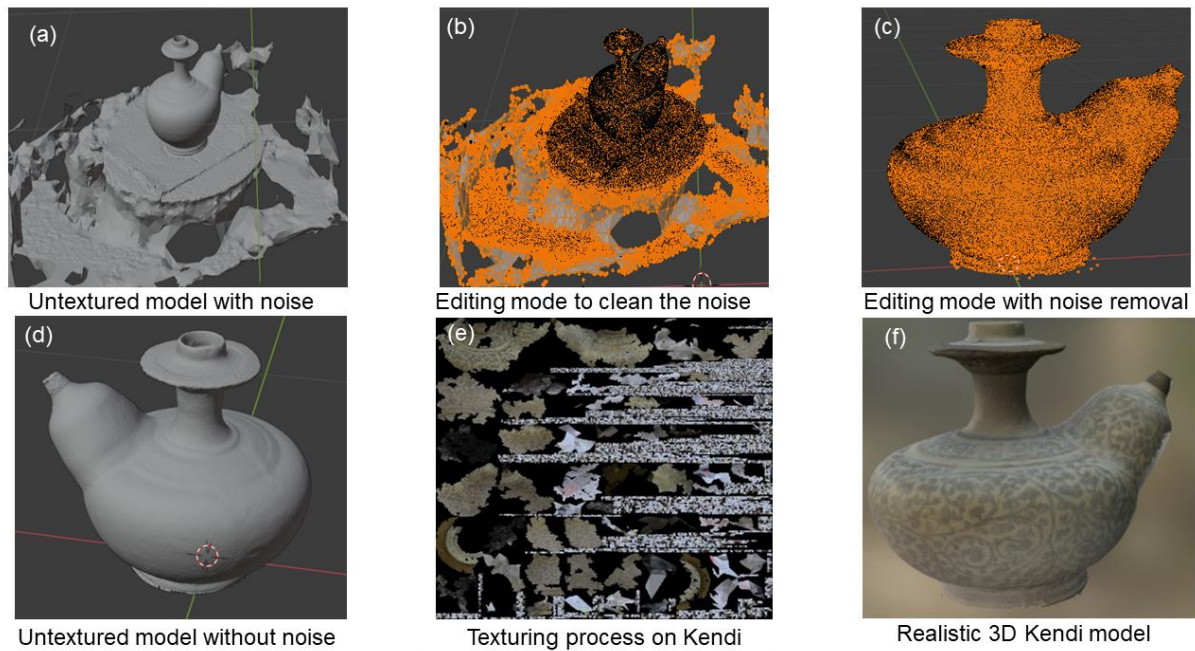 (a)
(b)
(c)
Untextured model with noise
Editing mode to clean the noise
Editing mode with noise removal
(d)
(e)
(f)
Untextured model without noise
Texturing process on Kendi
Realistic 3D Kendi model